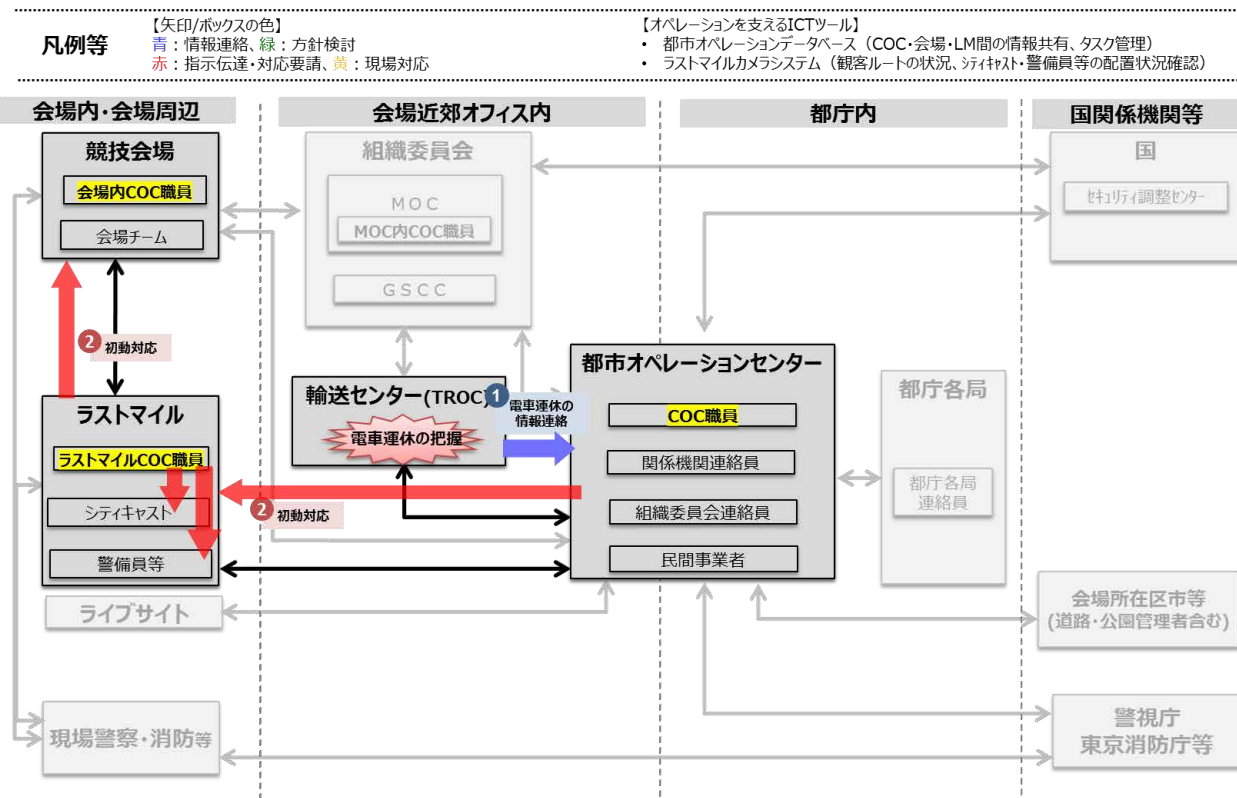 凡例等
【矢印/ボックスの色】
青：情報連絡、緑：方針検討
赤：指示伝達・対応要請、黄：現場対応
【オペレーションを支えるICTツール】
• 都市オペレーションデータベース（COC・会場・LM間の情報共有、タスク管理）
• ラストマイルカメラシステム（観客ルートの状況、シティキャスト・警備員等の配置状況確認）
会場内・会場周辺
会場近郊オフィス内
都庁内
国関係機関等
競技会場
会場内COC職員
会場チーム
組織委員会
MOC
MOC内COC職員
GSCC
国
セキュリティ調整センター
2 初動対応
ラストマイル
ラストマイルCOC職員
シティキャスト
警備員等
輸送センター(TROC)
電車運休の把握
1 電車運休の
情報連絡
2 初動対応
都市オペレーションセンター
COC職員
関係機関連絡員
組織委員会連絡員
民間事業者
都庁各局
都庁各局
連絡員
ライブサイト
会場所在区市等
(道路・公園管理者含む)
現場警察・消防等
警視庁
東京消防庁等